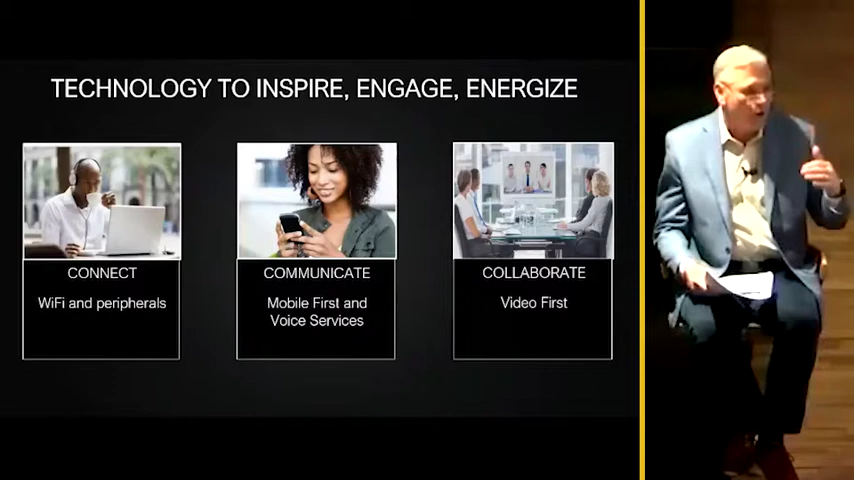 TECHNOLOGY TO INSPIRE, ENGAGE, ENERGIZE
CONNECT
WiFi and peripherals
COMMUNICATE
Mobile First and
Voice Services
COLLABORATE
Video First